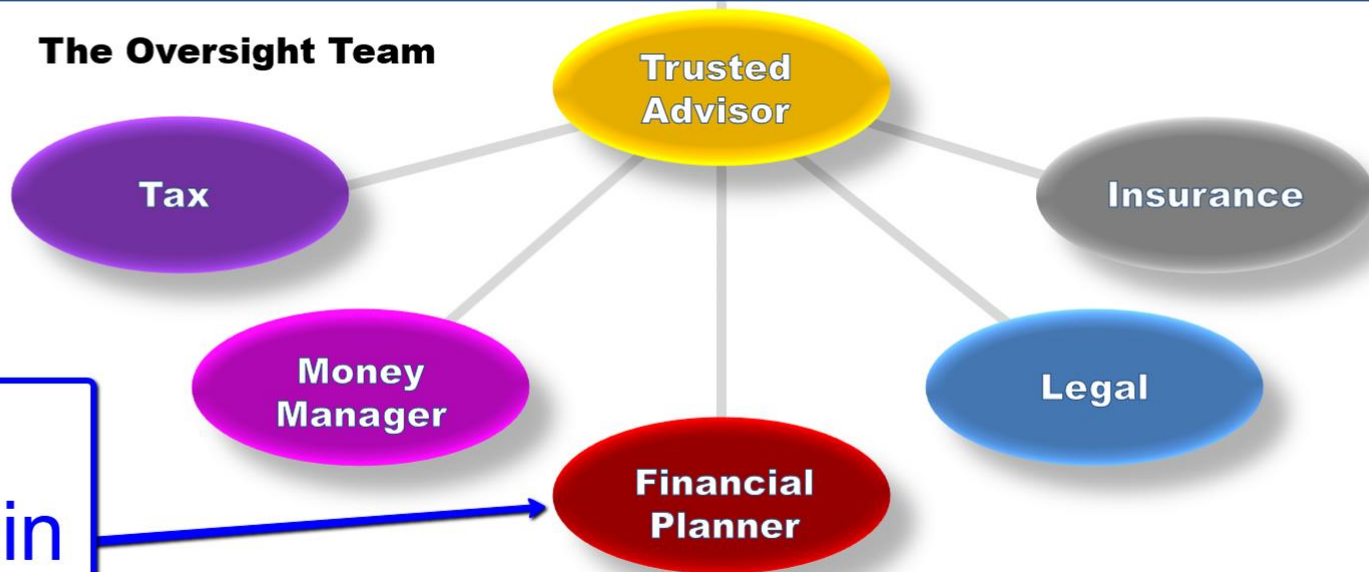 The Oversight Team
Trusted
Advisor
Tax
Insurance
Money
Manager
Legal
Financial
Planner
in